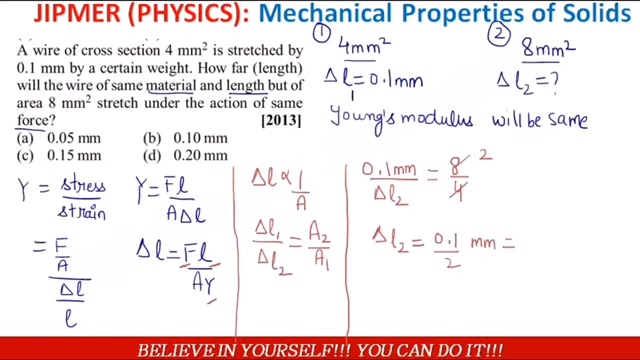 JIPMER (PHYSICS): Mechanical Properties of Solids
A wire of cross section 4 mm² is stretched by
0.1 mm by a certain weight. How far (length)
will the wire of same material and length but of
area 8 mm² stretch under the action of same
force? [2013]
(a) 0.05 mm (b) 0.10 mm
(c) 0.15 mm (d) 0.20 mm
① 4mm²
Δl₁ = 0.1mm
② 8mm²
Δl₂ = ?
Young's modulus will be same
Y = stress/strain
= (F/A)/(Δl/l)
Y = Fl/AΔl
Δl = Fl/AY
Δl ∝ 1/A
Δl₁/Δl₂ = A₂/A₁
0.1mm/Δl₂ = 8/4 2
Δl₂ = 0.1/2 mm =
BELIEVE IN YOURSELF!!! YOU CAN DO IT!!!